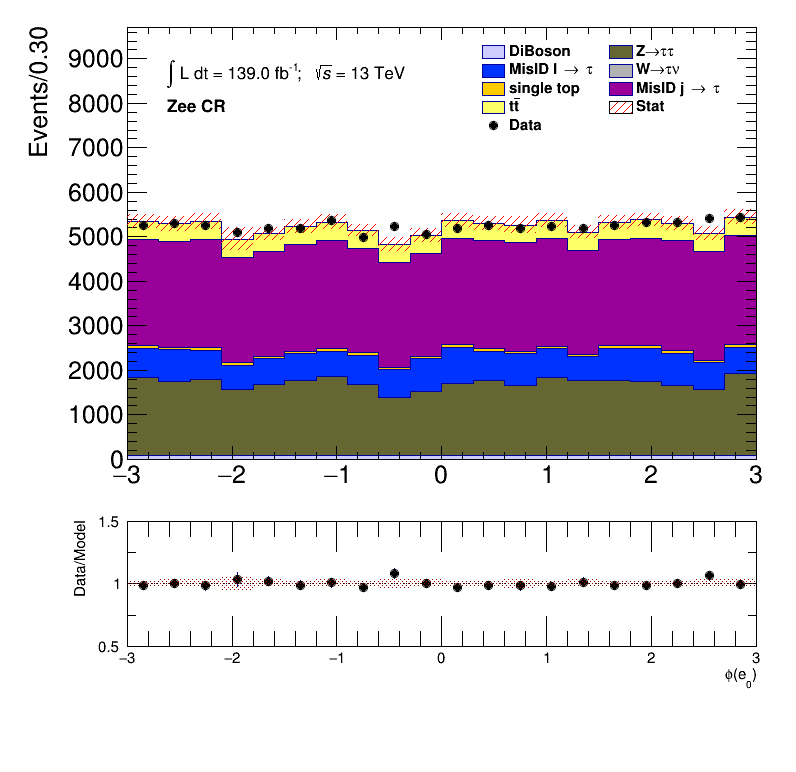 Events/0.30
9000
8000
7000
6000
5000
4000
3000
2000
1000
0
∫ L dt = 139.0 fb⁻¹; √s = 13 TeV
Zee CR
DiBoson
Z→ττ
MisID l → τ
W→τν
single top
MisID j → τ
tt̅
Stat
Data
−3 −2 −1 0 1 2 3
Data/Model
1.5
1
0.5
−3 −2 −1 0 1 2 3
ϕ(e₀)